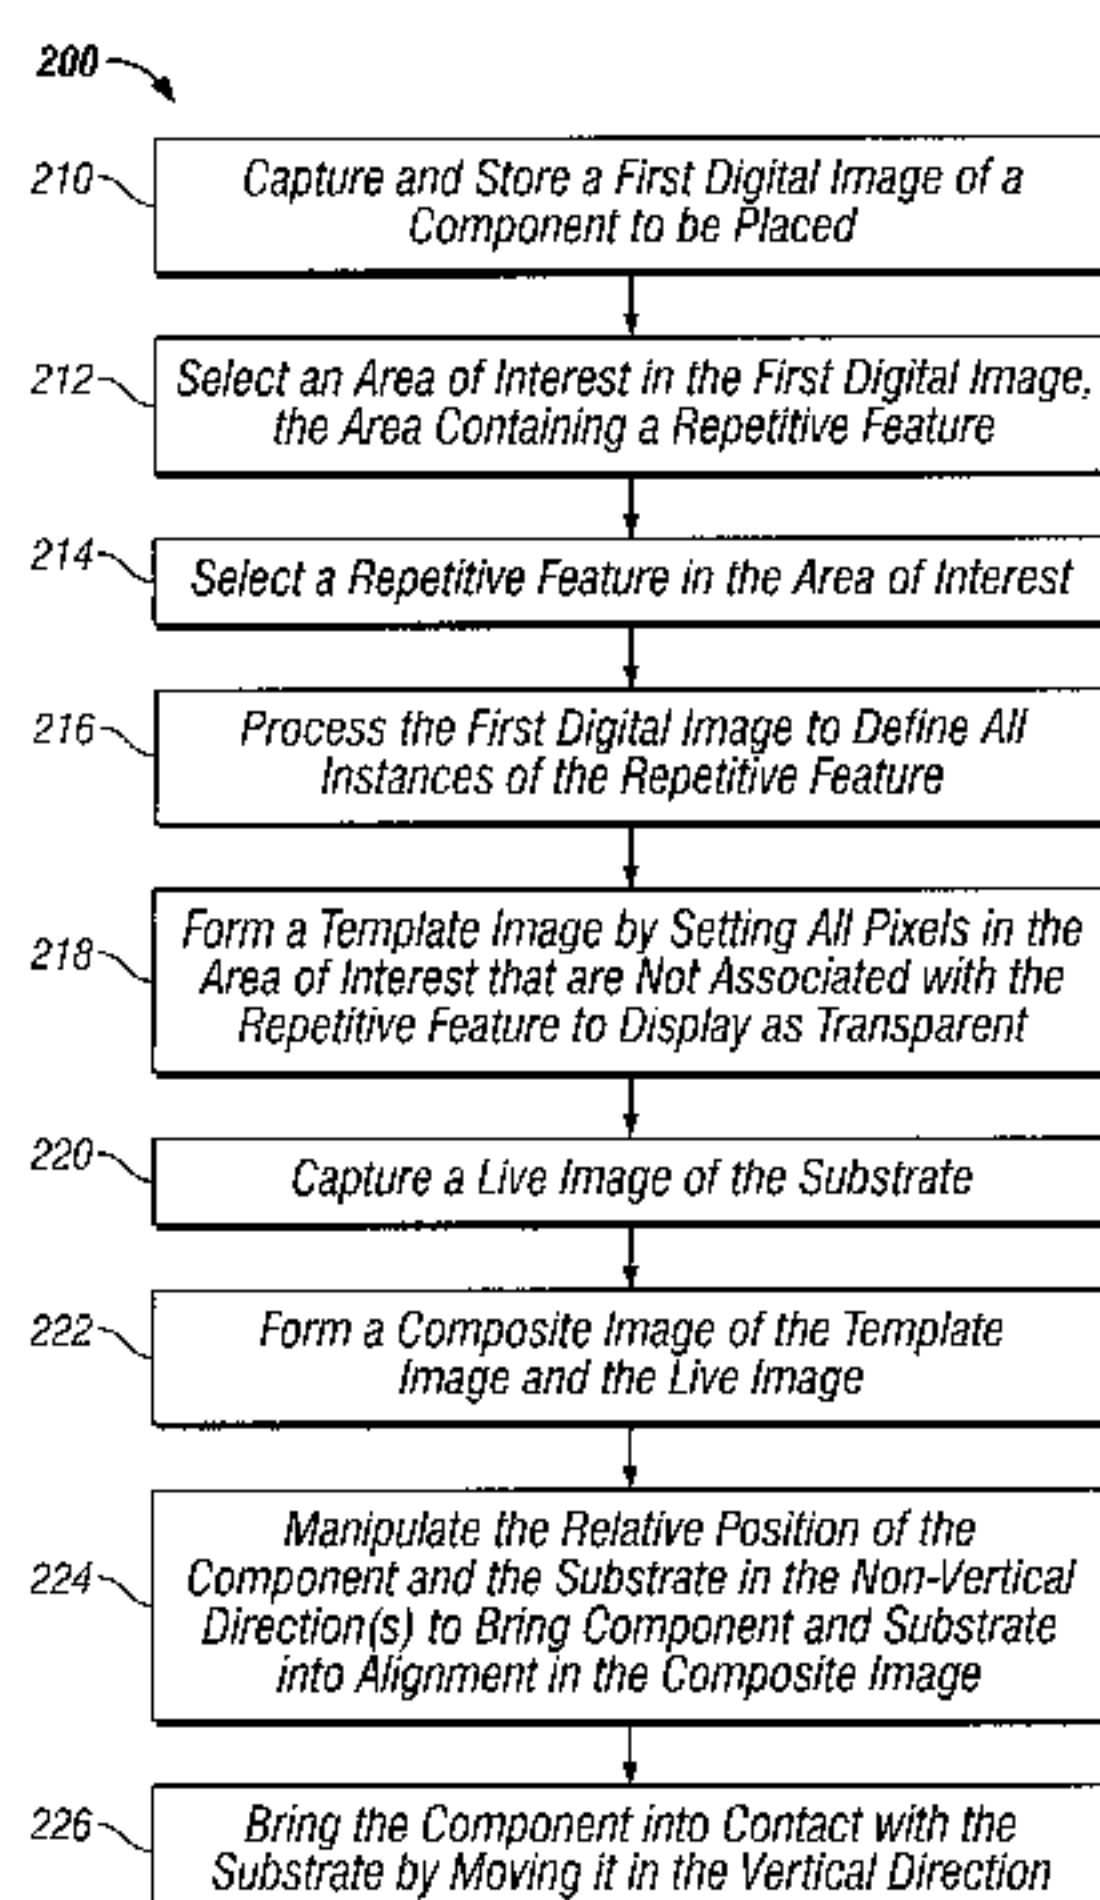 200
210
Capture and Store a First Digital Image of a
Component to be Placed
212
Select an Area of Interest in the First Digital Image,
the Area Containing a Repetitive Feature
214
Select a Repetitive Feature in the Area of Interest
216
Process the First Digital Image to Define All
Instances of the Repetitive Feature
218
Form a Template Image by Setting All Pixels in the
Area of Interest that are Not Associated with the
Repetitive Feature to Display as Transparent
220
Capture a Live Image of the Substrate
222
Form a Composite Image of the Template
Image and the Live Image
224
Manipulate the Relative Position of the
Component and the Substrate in the Non-Vertical
Direction(s) to Bring Component and Substrate
into Alignment in the Composite Image
226
Bring the Component into Contact with the
Substrate by Moving it in the Vertical Direction